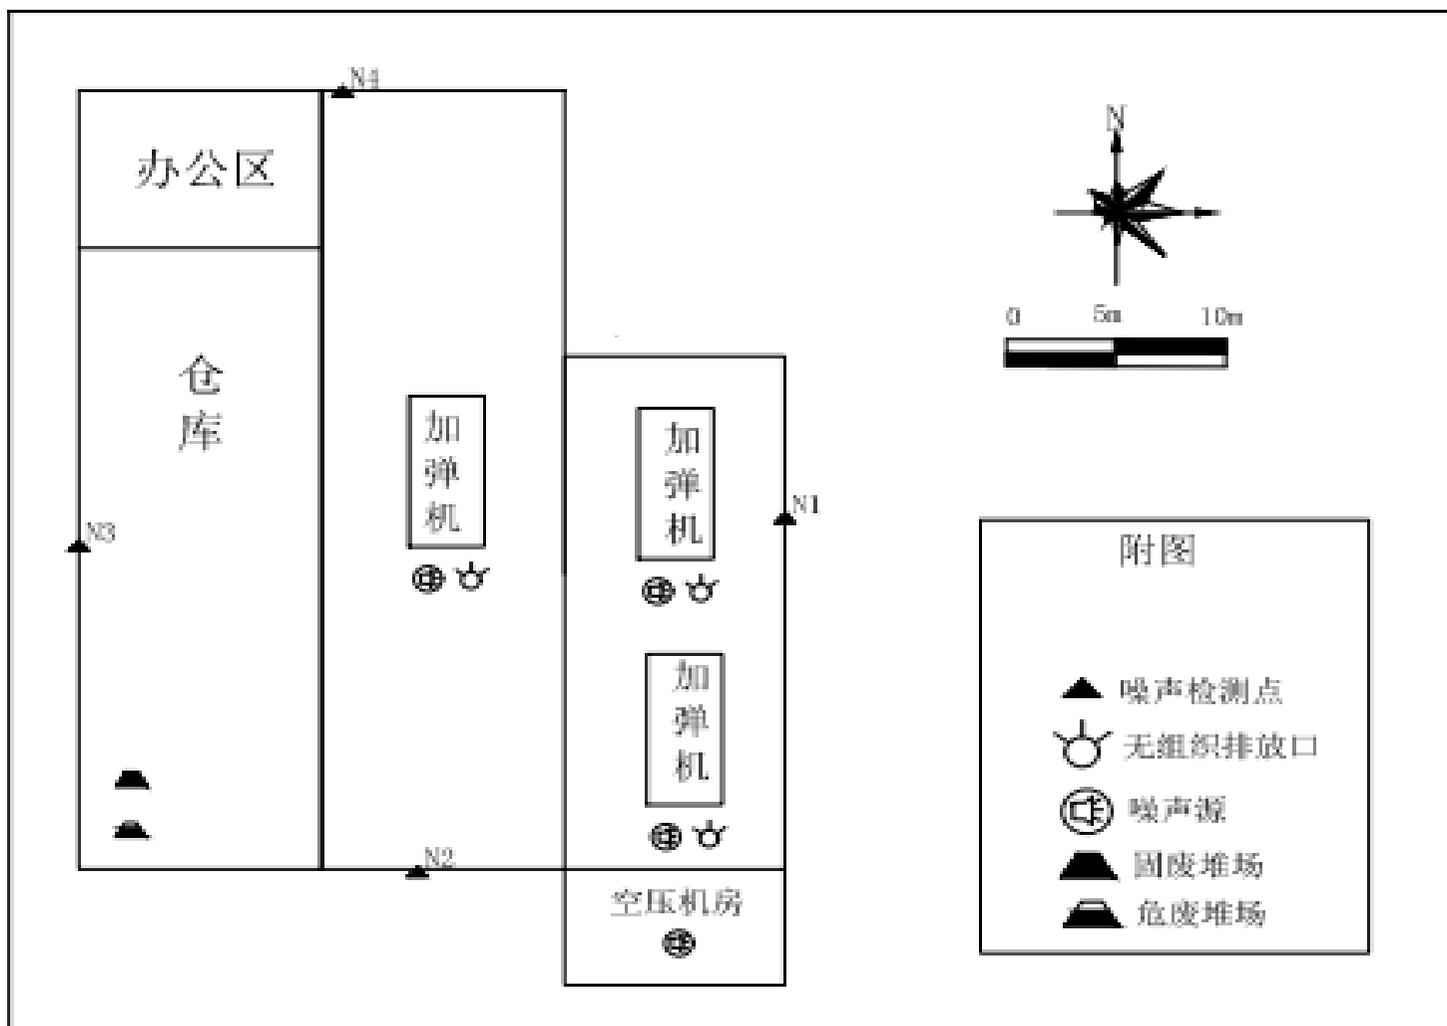 N4
办公区
仓
库
N3
加
弹
机
N2
加
弹
机
N1
加
弹
机
空压机房
N
0 5m 10m
附图
噪声检测点
无组织排放口
噪声源
固废堆场
危废堆场